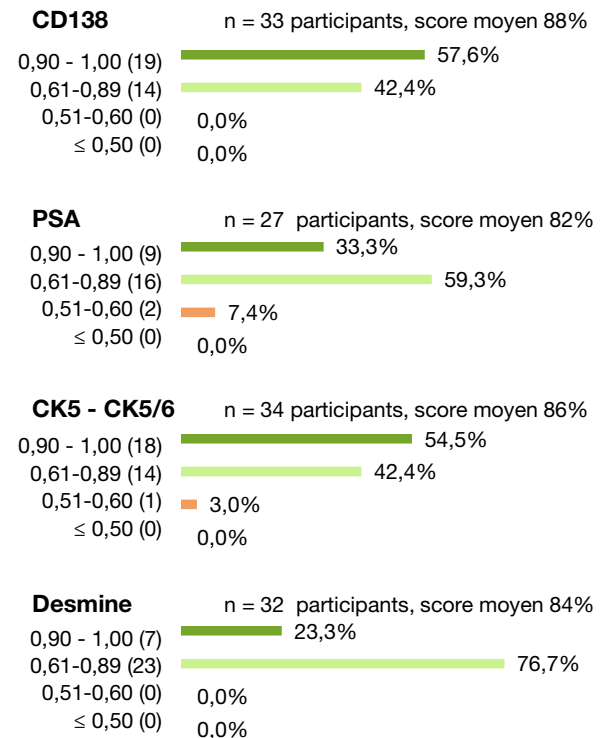 CD138 n = 33 participants, score moyen 88%
0,90 - 1,00 (19) 57,6%
0,61-0,89 (14) 42,4%
0,51-0,60 (0) 0,0%
≤ 0,50 (0) 0,0%
PSA n = 27 participants, score moyen 82%
0,90 - 1,00 (9) 33,3%
0,61-0,89 (16) 59,3%
0,51-0,60 (2) 7,4%
≤ 0,50 (0) 0,0%
CK5 - CK5/6 n = 34 participants, score moyen 86%
0,90 - 1,00 (18) 54,5%
0,61-0,89 (14) 42,4%
0,51-0,60 (1) 3,0%
≤ 0,50 (0) 0,0%
Desmine n = 32 participants, score moyen 84%
0,90 - 1,00 (7) 23,3%
0,61-0,89 (23) 76,7%
0,51-0,60 (0) 0,0%
≤ 0,50 (0) 0,0%